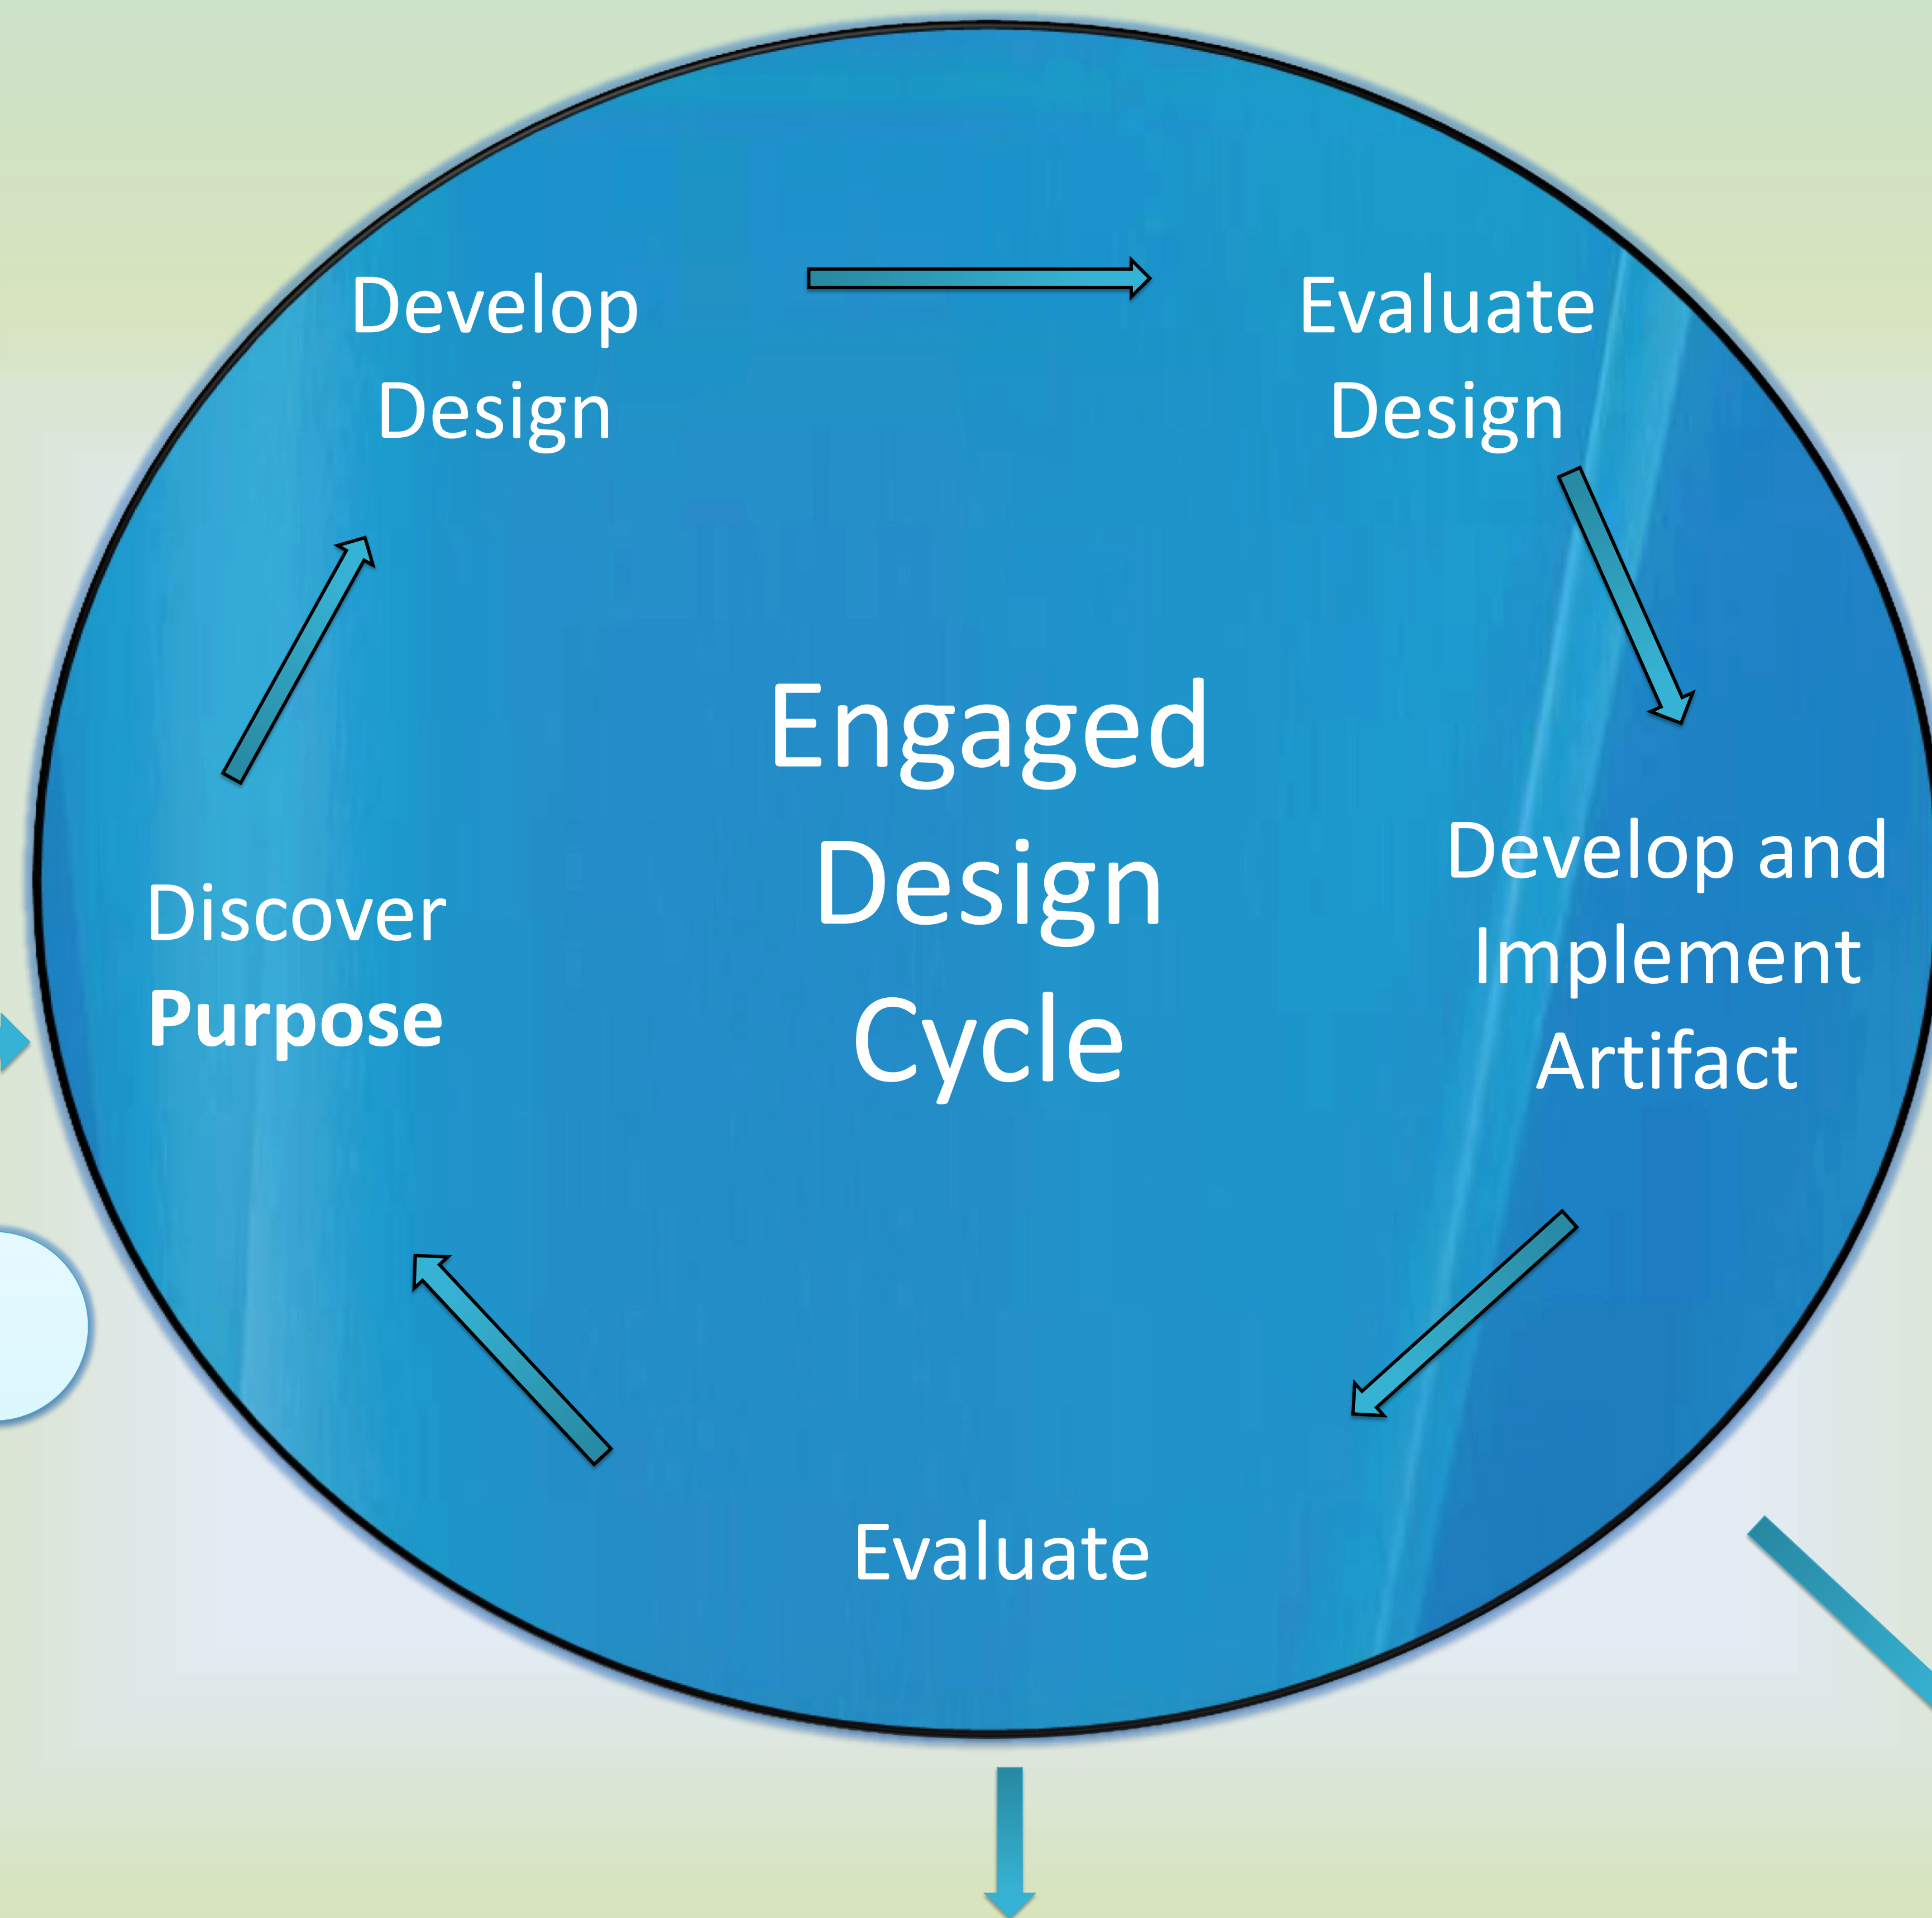 Develop
Design
Evaluate
Design
Engaged
Design
Cycle
Discover
Purpose
Develop and
Implement
Artifact
Evaluate